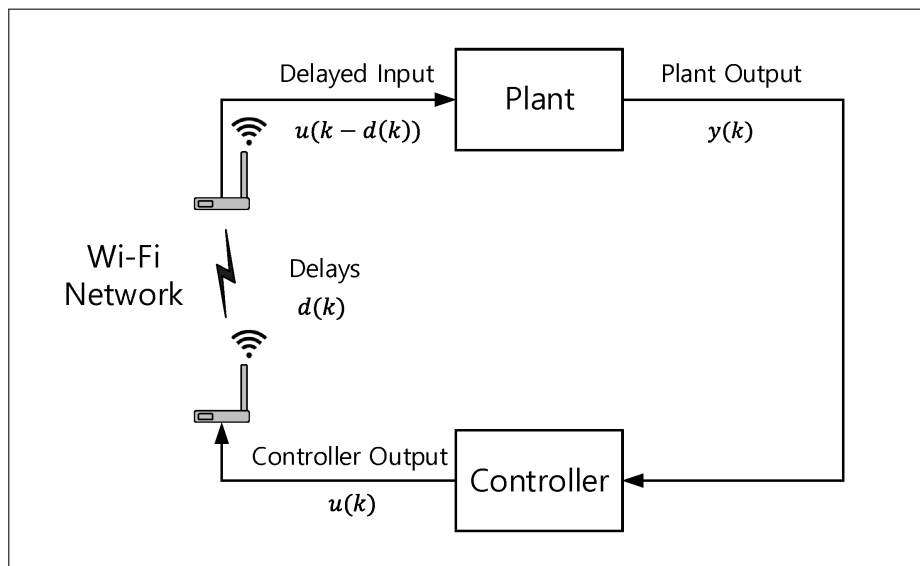 Delayed Input
u(k − d(k))
Plant
Plant Output
y(k)
Wi-Fi
Network
Delays
d(k)
Controller Output
u(k)
Controller